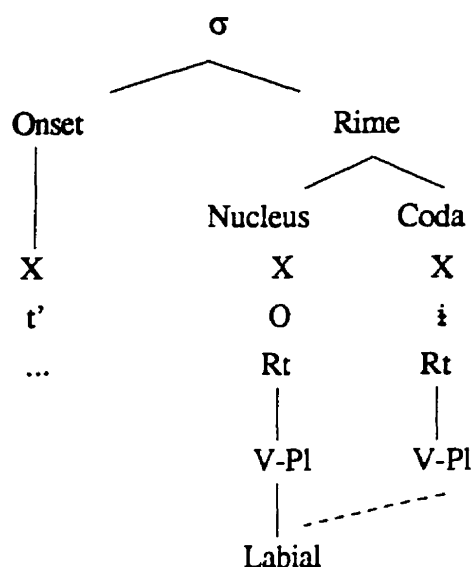 σ
Onset Rime
Nucleus Coda
X X X
t' O ɨ
... Rt Rt
V-Pl V-Pl
Labial